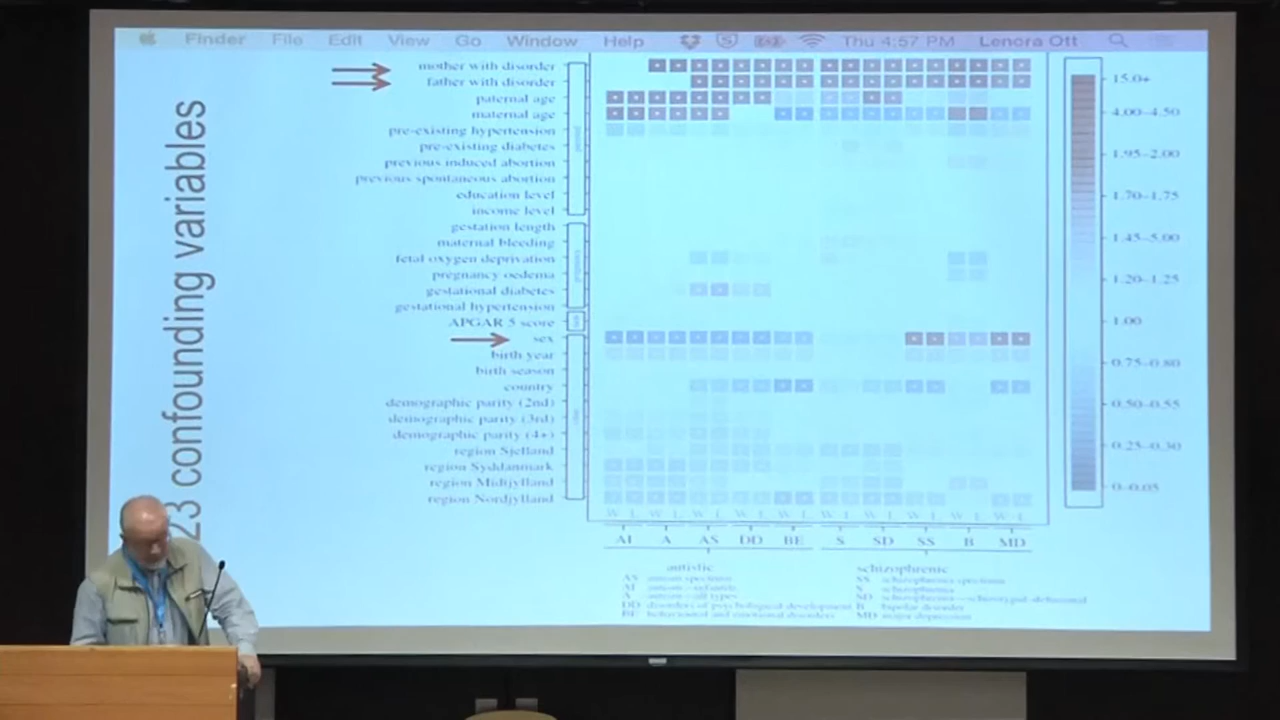 Finder File Edit View Go Window Help Thu 4:57 PM Lenora Ott
23 confounding variables
mother with disorder
father with disorder
paternal age
maternal age
pre-existing hypertension
pre-existing diabetes
previous induced abortion
previous spontaneous abortion
education level
income level
gestation length
maternal bleeding
fetal oxygen deprivation
pregnancy oedema
gestational diabetes
gestational hypertension
APGAR 5 score
sex
birth year
birth season
country
demographic parity (2nd)
demographic parity (3rd)
demographic parity (4+)
region Sjelland
region Syddanmark
region Midtjylland
region Nordjylland
15.0+
4.00–4.50
1.95–2.00
1.70–1.75
1.45–5.00
1.20–1.25
1.00
0.75–0.80
0.50–0.55
0.25–0.30
0–0.05
W L W L W L W L W L W L W L W L W L W L
AI A AS DD BE S SD SS B MD
autistic
AS autism spectrum
AI autism—infantile
A autism—all types
DD disorders of psychological development
BE behavioural and emotional disorders
schizophrenic
SS schizophrenia spectrum
S schizophrenia
SD schizophrenia—schizotypal-delusional
B bipolar disorder
MD major depression